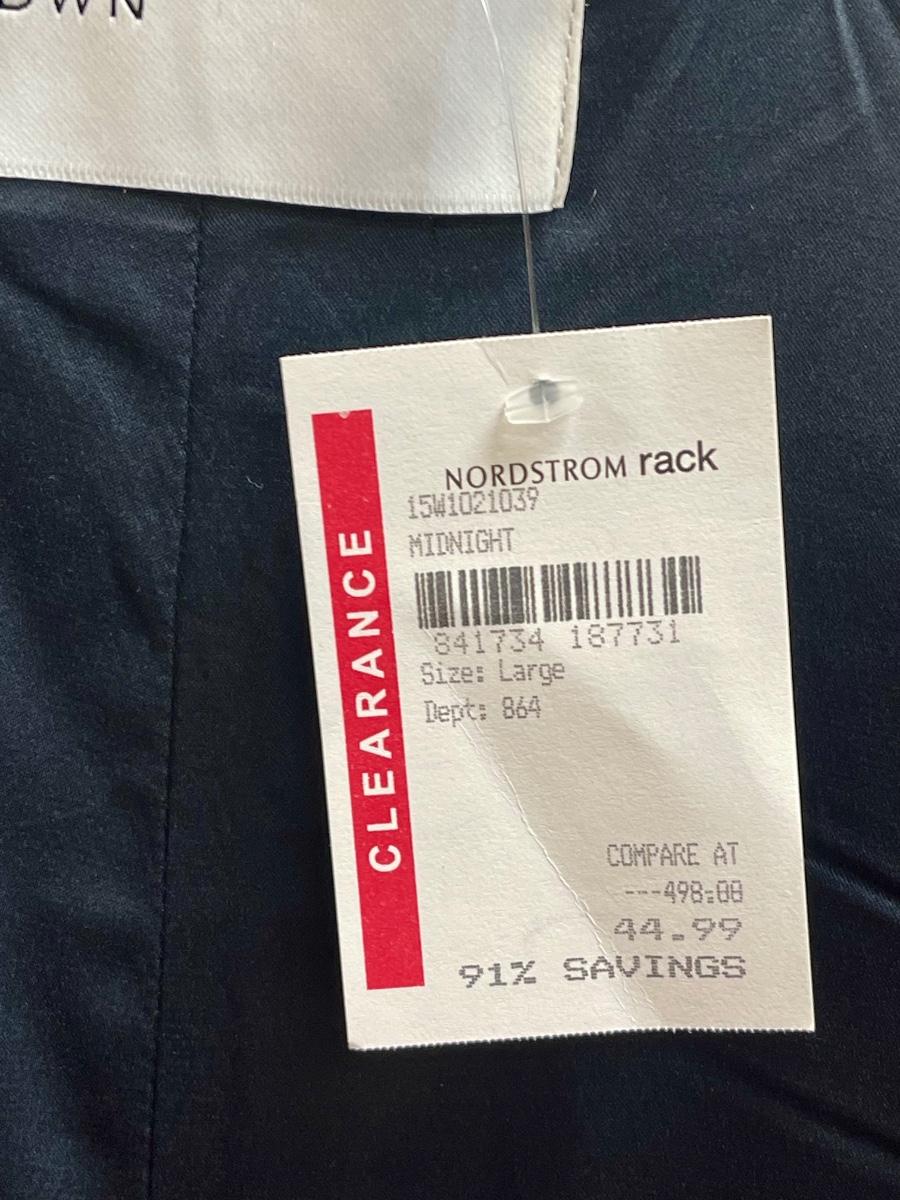 DWN
NORDSTROM rack
15W1021039
MIDNIGHT
841734 187731
Size: Large
Dept: 864
CLEARANCE
COMPARE AT
---498.00
44.99
91% SAVINGS